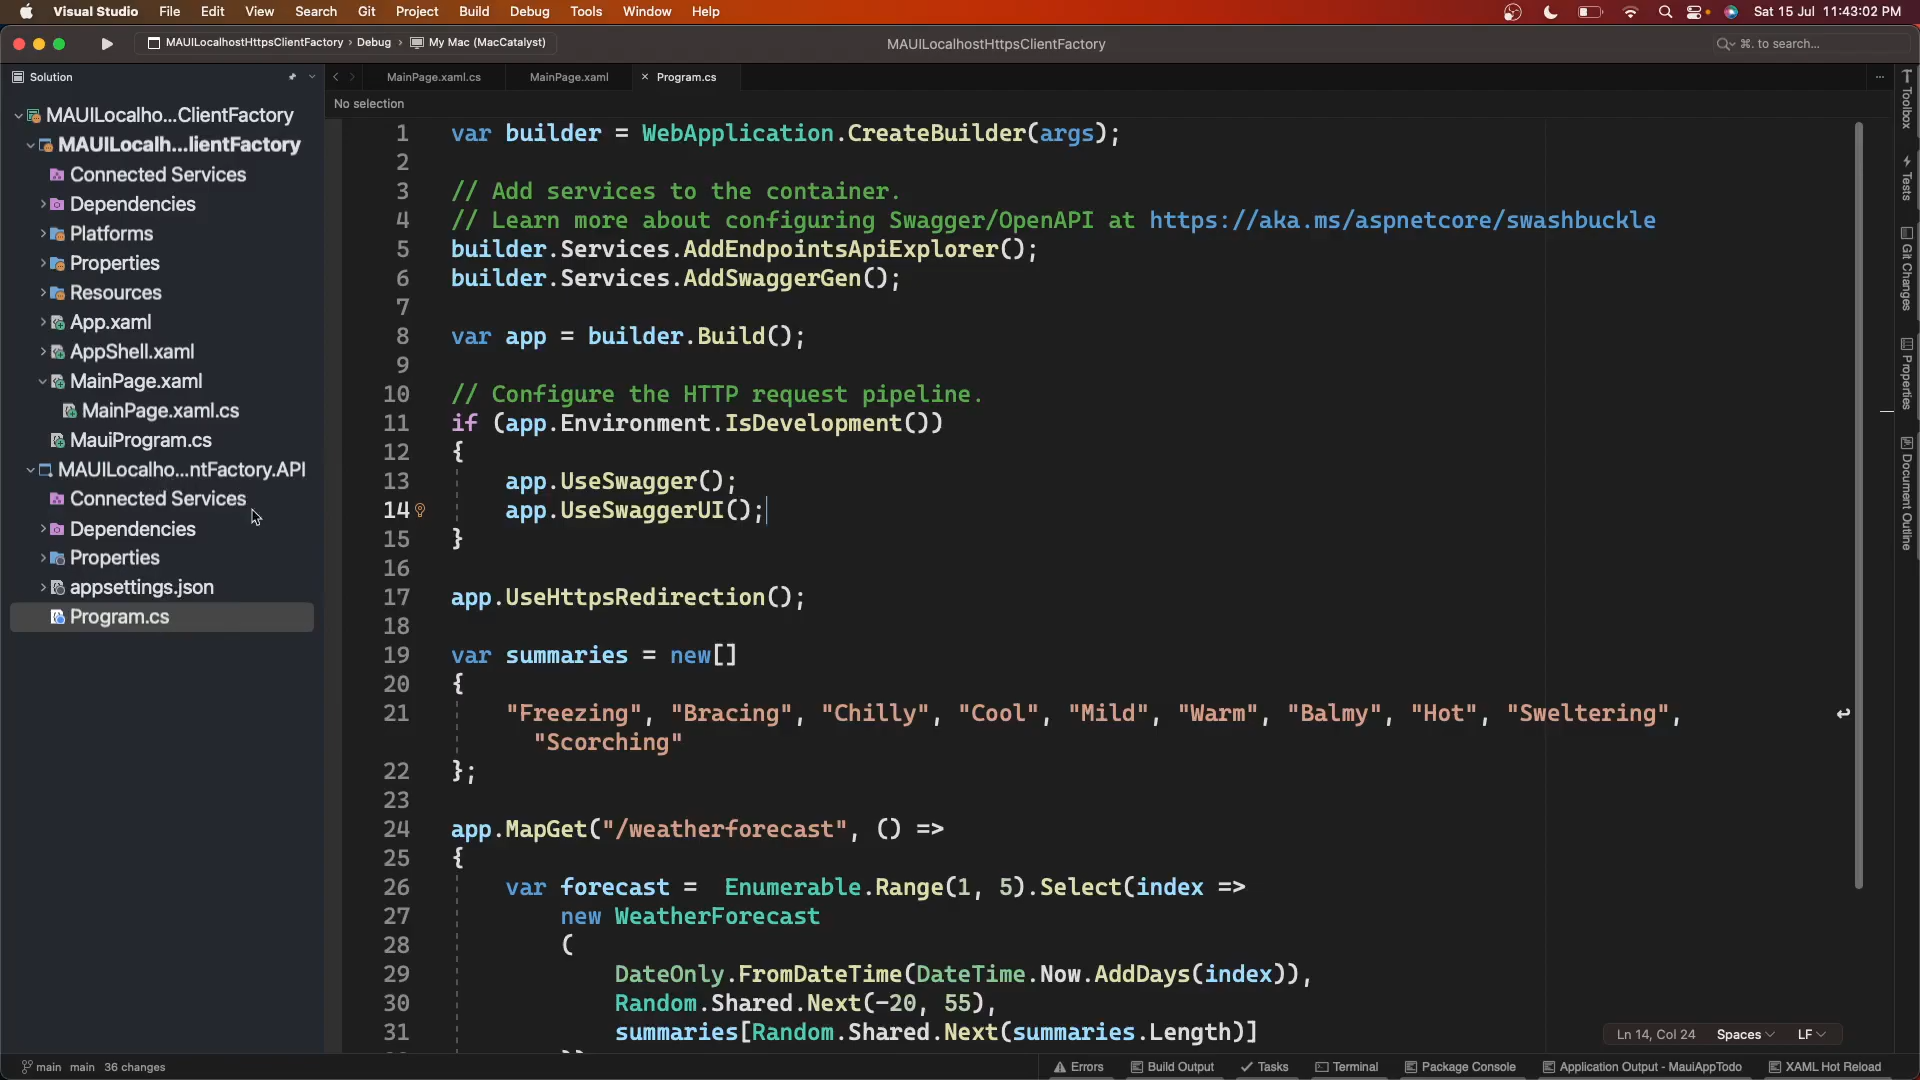 Visual Studio File Edit View Search Git Project Build Debug Tools Window Help Sat 15 Jul 11:43:02 PM
MAUILocalhostHttpsClientFactory › Debug › My Mac (MacCatalyst) MAUILocalhostHttpsClientFactory ⌘. to search...
Solution
MainPage.xaml.cs MainPage.xaml × Program.cs
No selection
MAUILocalho...ClientFactory
MAUILocalh...lientFactory
Connected Services
Dependencies
Platforms
Properties
Resources
App.xaml
AppShell.xaml
MainPage.xaml
MainPage.xaml.cs
MauiProgram.cs
MAUILocalho...ntFactory.API
Connected Services
Dependencies
Properties
appsettings.json
Program.cs
1 var builder = WebApplication.CreateBuilder(args);
2
3 // Add services to the container.
4 // Learn more about configuring Swagger/OpenAPI at https://aka.ms/aspnetcore/swashbuckle
5 builder.Services.AddEndpointsApiExplorer();
6 builder.Services.AddSwaggerGen();
7
8 var app = builder.Build();
9
10 // Configure the HTTP request pipeline.
11 if (app.Environment.IsDevelopment())
12 {
13 app.UseSwagger();
14 app.UseSwaggerUI();
15 }
16
17 app.UseHttpsRedirection();
18
19 var summaries = new[]
20 {
21 "Freezing", "Bracing", "Chilly", "Cool", "Mild", "Warm", "Balmy", "Hot", "Sweltering",
"Scorching"
22 };
23
24 app.MapGet("/weatherforecast", () =>
25 {
26 var forecast = Enumerable.Range(1, 5).Select(index =>
27 new WeatherForecast
28 (
29 DateOnly.FromDateTime(DateTime.Now.AddDays(index)),
30 Random.Shared.Next(-20, 55),
31 summaries[Random.Shared.Next(summaries.Length)]
Toolbox
Tests
Git Changes
Properties
Document Outline
Ln 14, Col 24 Spaces LF
main main 36 changes Errors Build Output Tasks Terminal Package Console Application Output - MauiAppTodo XAML Hot Reload